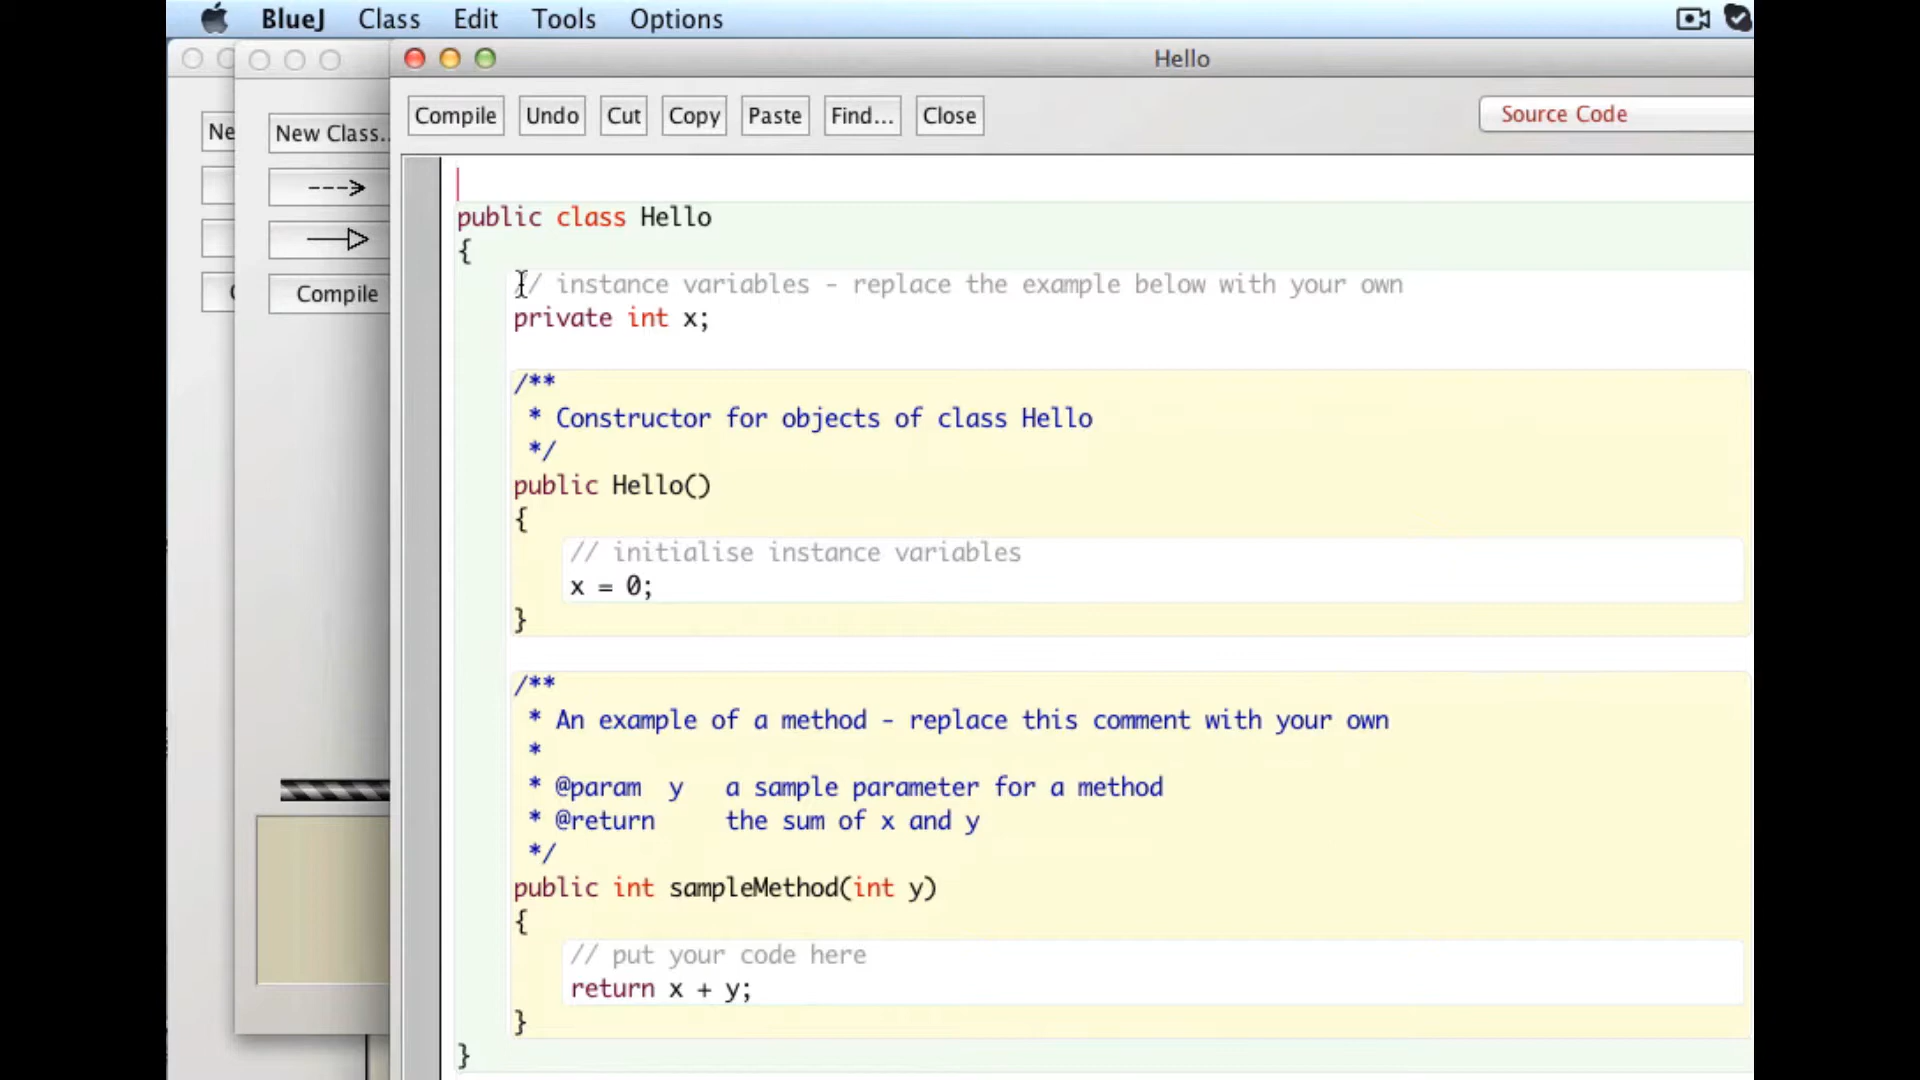 BlueJ Class Edit Tools Options
Hello
Compile Undo Cut Copy Paste Find... Close Source Code
Ne
New Class..
Compile
public class Hello
{
// instance variables - replace the example below with your own
private int x;
/**
* Constructor for objects of class Hello
*/
public Hello()
{
// initialise instance variables
x = 0;
}
/**
* An example of a method - replace this comment with your own
*
* @param y a sample parameter for a method
* @return the sum of x and y
*/
public int sampleMethod(int y)
{
// put your code here
return x + y;
}
}